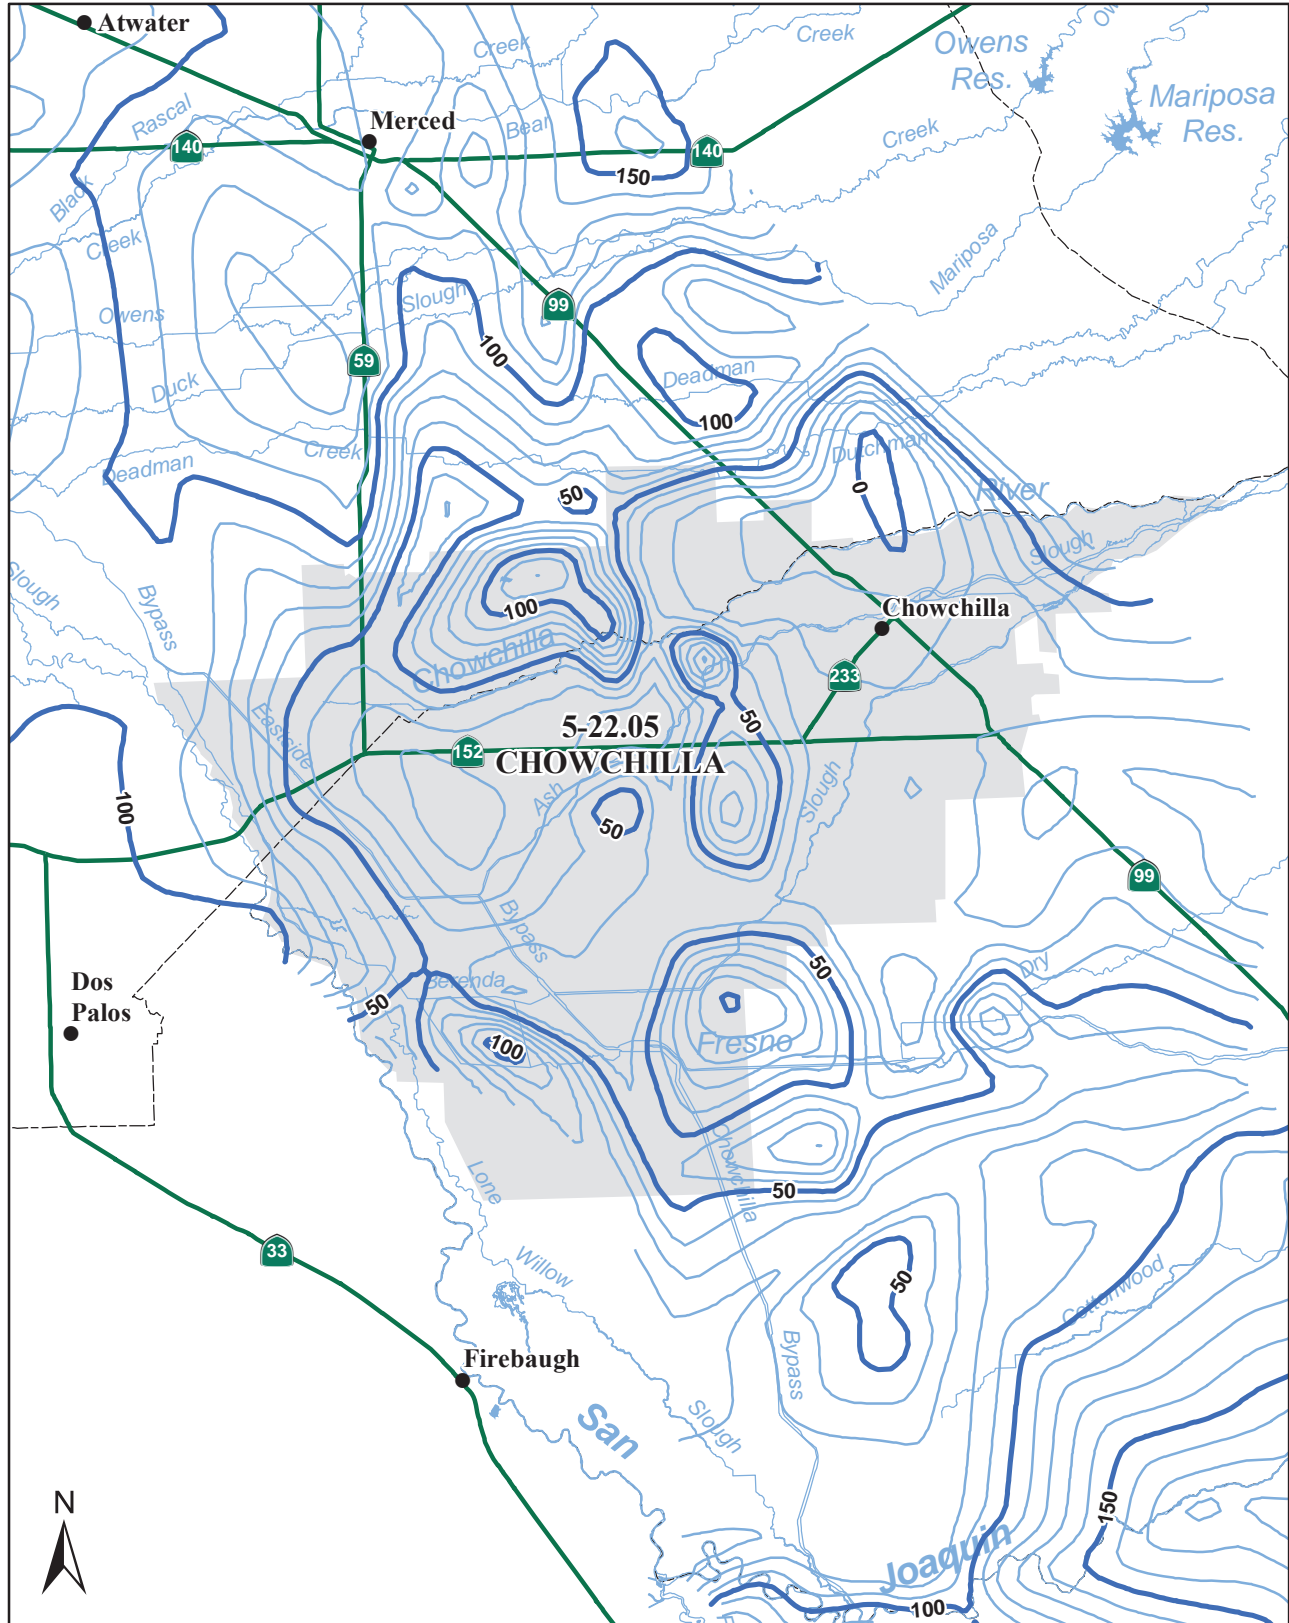 Atwater
Creek
Creek
Owens
Res.
Ow
Mariposa
Res.
Rascal
Merced
Bear
Creek
140
140
150
Black
Creek
Mariposa
Slough
Owens
99
100
59
Duck
Deadman
100
Creek
Dutchman
Deadman
0
River
50
Slough
Slough
Bypass
100
Chowchilla
Chowchilla
233
Eastside
5-22.05
CHOWCHILLA
50
152
Ash
Slough
100
50
99
Bypass
50
Dry
Dos
Palos
Berenda
50
100
Fresno
Chowchilla
Lone
50
33
Willow
50
Cottonwood
Bypass
Firebaugh
San
Slough
N
150
Joaquin
100